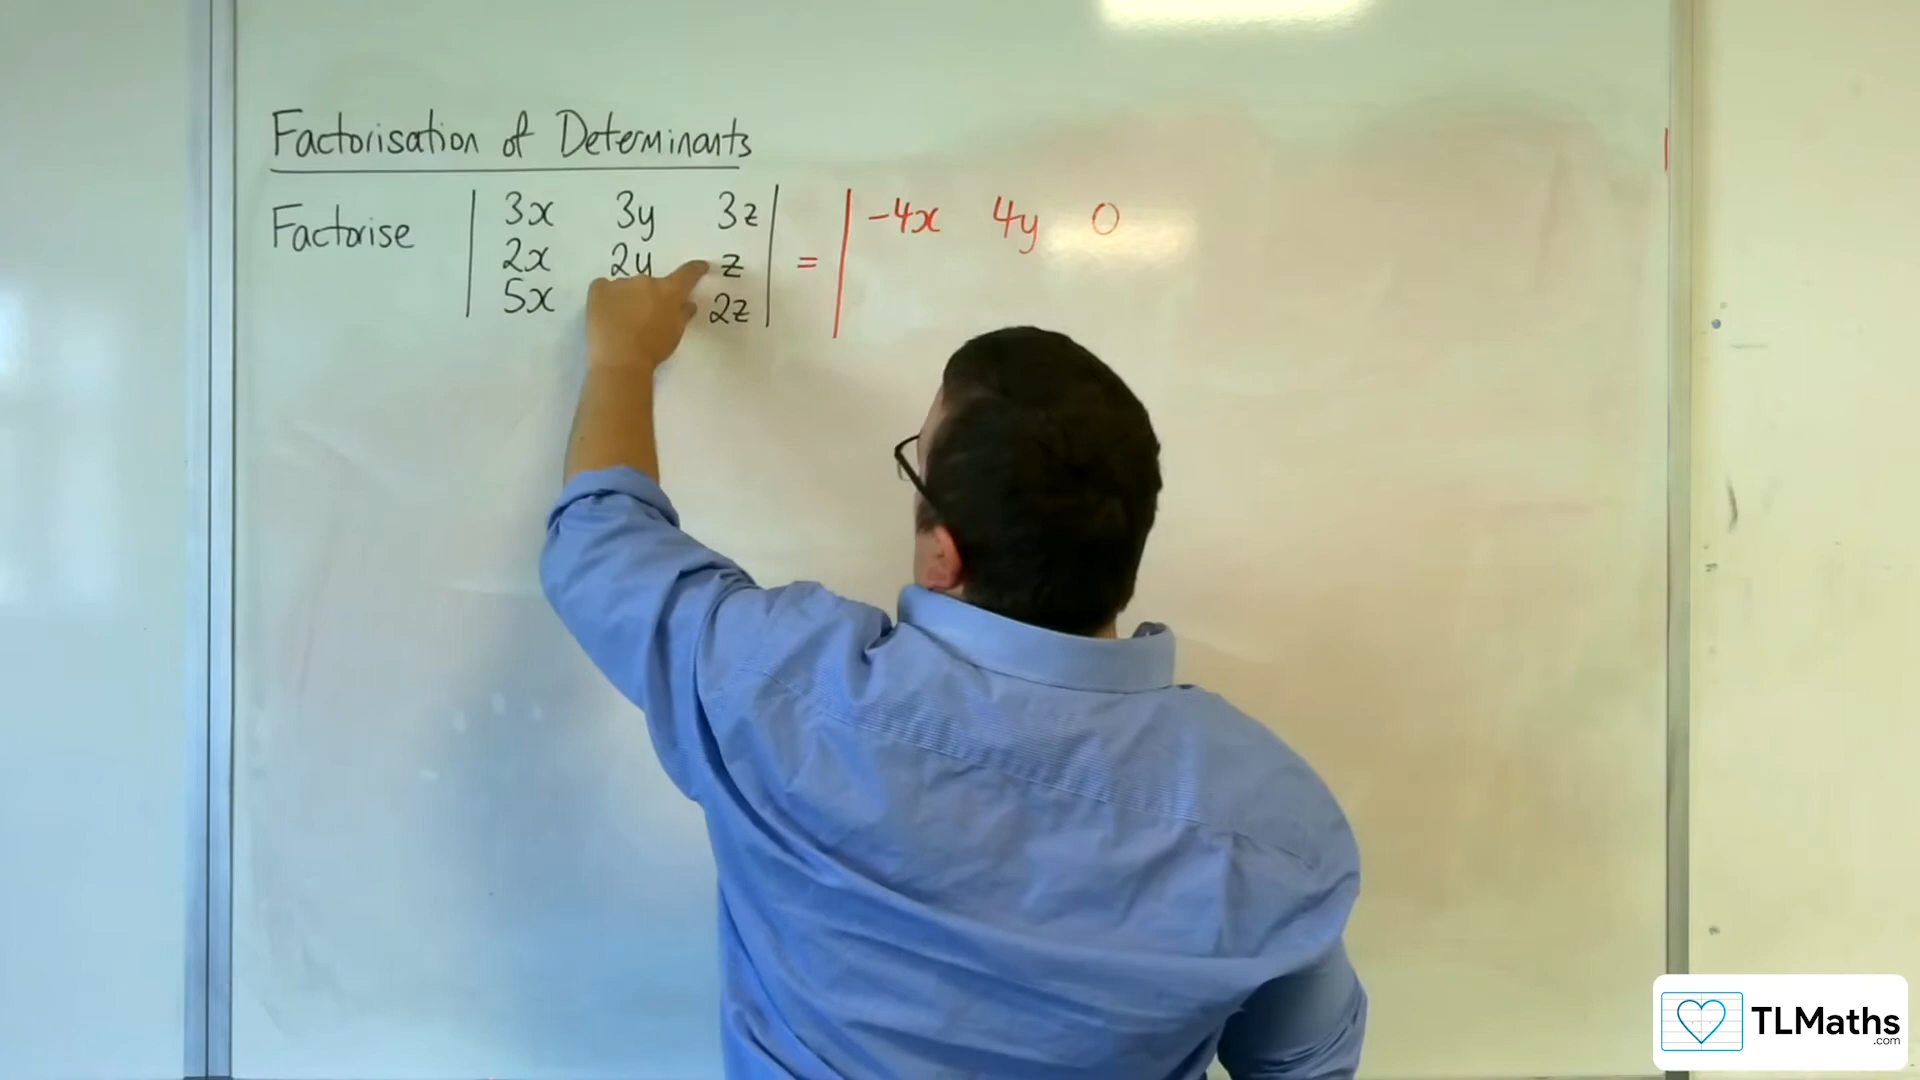 Factorisation of Determinants
Factorise | 3x 3y 3z | = | -4x 4y 0
2x 2y z
5x 2z
TLMaths
.com